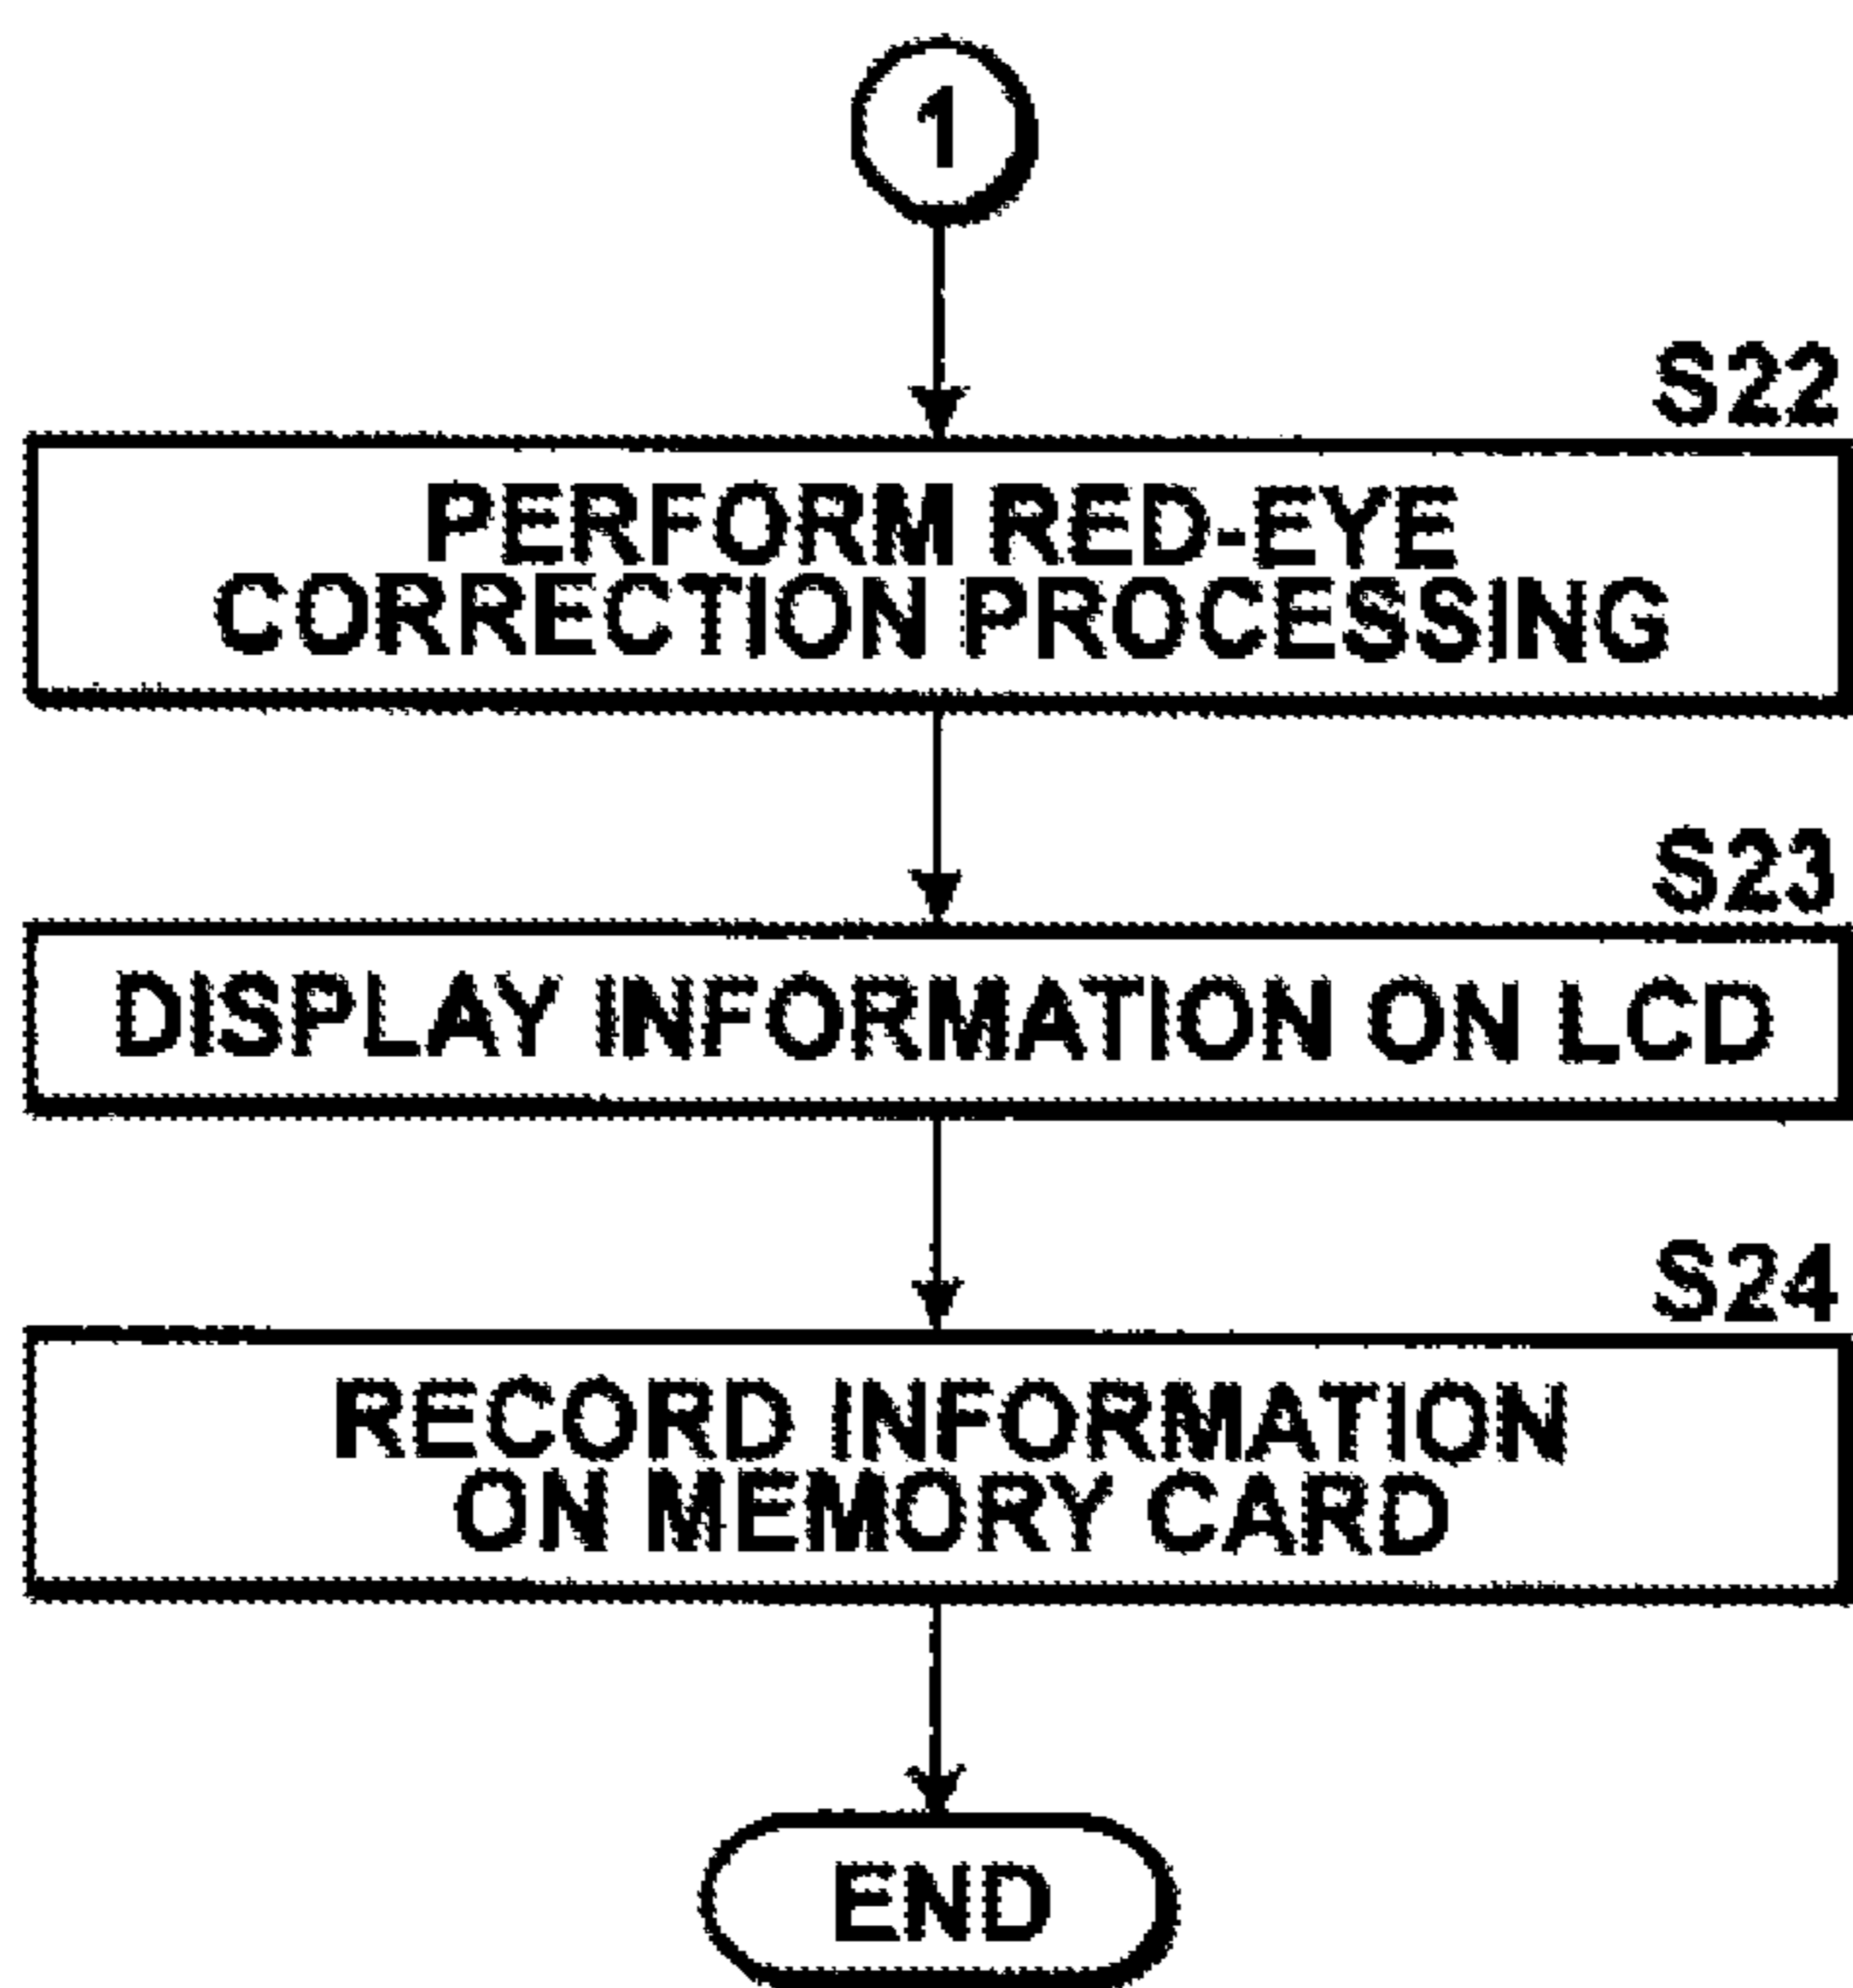 1
S22
PERFORM RED-EYE
CORRECTION PROCESSING
S23
DISPLAY INFORMATION ON LCD
S24
RECORD INFORMATION
ON MEMORY CARD
END